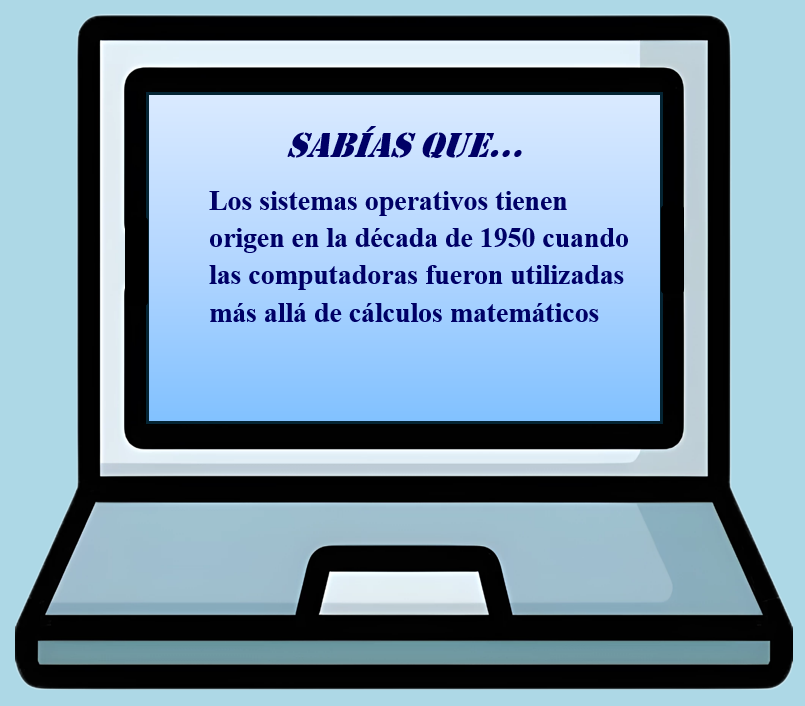 SABÍAS QUE...
Los sistemas operativos tienen
origen en la década de 1950 cuando
las computadoras fueron utilizadas
más allá de cálculos matemáticos